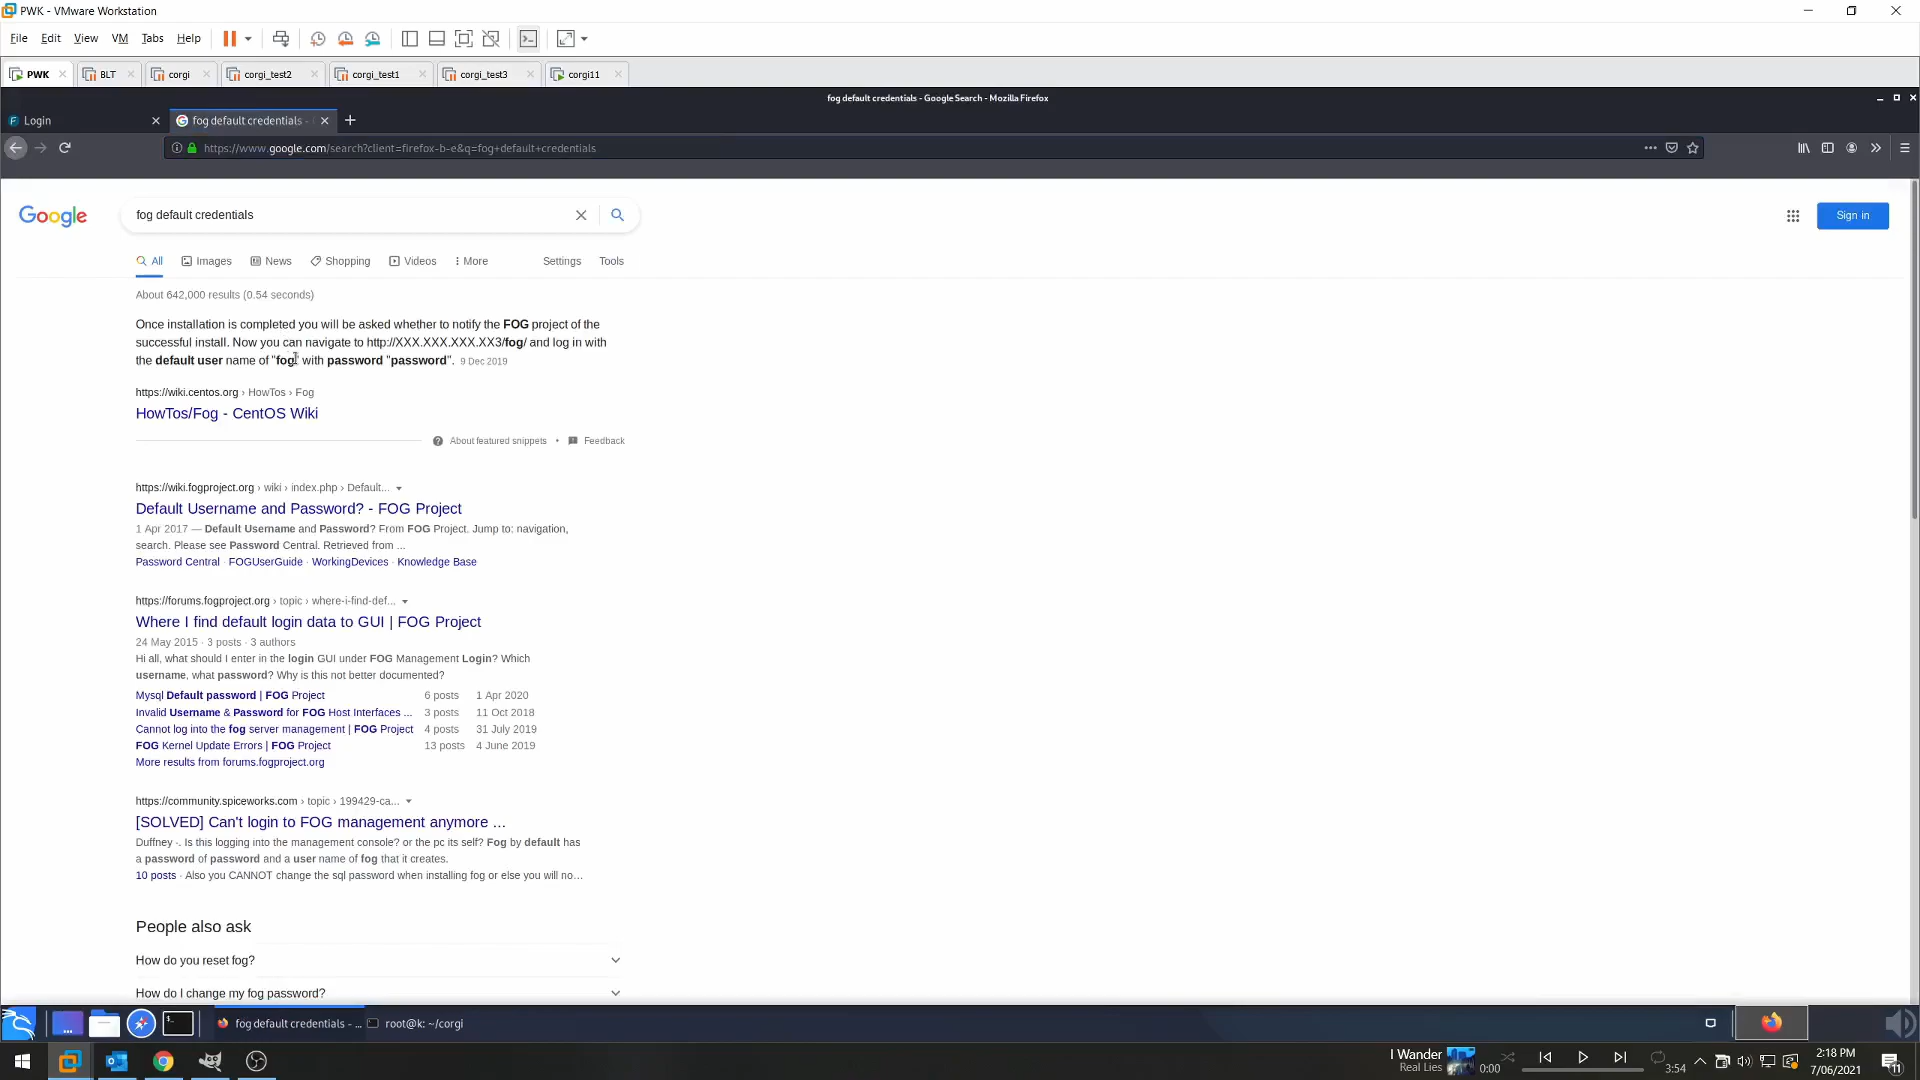 PWK - VMware Workstation
File Edit View VM Tabs Help
PWK BLT corgi corgi_test2 corgi_test1 corgi_test3 corgi11
fog default credentials - Google Search - Mozilla Firefox
Login fog default credentials -
https://www.google.com/search?client=firefox-b-e&q=fog+default+credentials
Google fog default credentials Sign in
All Images News Shopping Videos More Settings Tools
About 642,000 results (0.54 seconds)
Once installation is completed you will be asked whether to notify the FOG project of the
successful install. Now you can navigate to http://XXX.XXX.XXX.XX3/fog/ and log in with
the default user name of "fog" with password "password". 9 Dec 2019
https://wiki.centos.org › HowTos › Fog
HowTos/Fog - CentOS Wiki
About featured snippets • Feedback
https://wiki.fogproject.org › wiki › index.php › Default...
Default Username and Password? - FOG Project
1 Apr 2017 — Default Username and Password? From FOG Project. Jump to: navigation,
search. Please see Password Central. Retrieved from ...
Password Central · FOGUserGuide · WorkingDevices · Knowledge Base
https://forums.fogproject.org › topic › where-i-find-def...
Where I find default login data to GUI | FOG Project
24 May 2015 · 3 posts · 3 authors
Hi all, what should I enter in the login GUI under FOG Management Login? Which
username, what password? Why is this not better documented?
Mysql Default password | FOG Project 6 posts 1 Apr 2020
Invalid Username & Password for FOG Host Interfaces ... 3 posts 11 Oct 2018
Cannot log into the fog server management | FOG Project 4 posts 31 July 2019
FOG Kernel Update Errors | FOG Project 13 posts 4 June 2019
More results from forums.fogproject.org
https://community.spiceworks.com › topic › 199429-ca...
[SOLVED] Can't login to FOG management anymore ...
Duffney ·. Is this logging into the management console? or the pc its self? Fog by default has
a password of password and a user name of fog that it creates.
10 posts · Also you CANNOT change the sql password when installing fog or else you will no...
People also ask
How do you reset fog?
How do I change my fog password?
fog default credentials - ... root@k: ~/corgi
I Wander
Real Lies 0:00 3:54
2:18 PM
7/06/2021
11